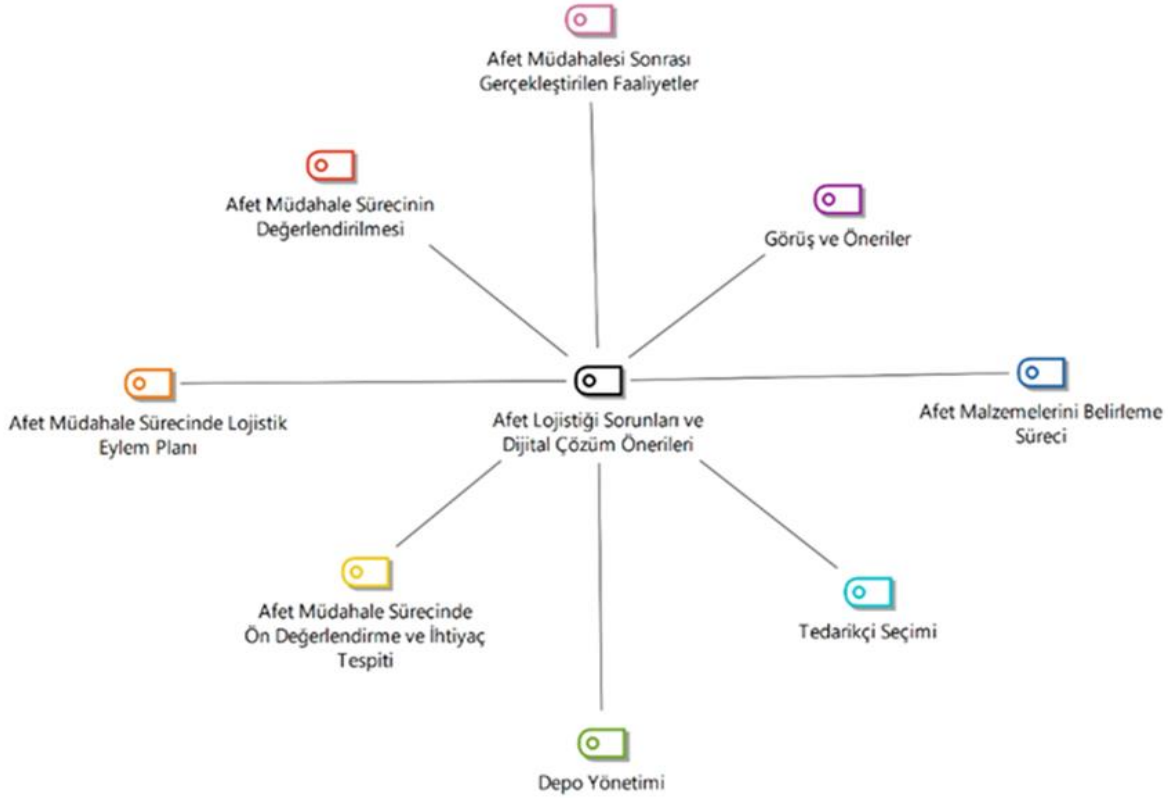 Afet Müdahalesi Sonrası
Gerçekleştirilen Faaliyetler
Afet Müdahale Sürecinin
Değerlendirilmesi
Görüş ve Öneriler
Afet Müdahale Sürecinde Lojistik
Eylem Planı
Afet Lojistiği Sorunları ve
Dijital Çözüm Önerileri
Afet Malzemelerini Belirleme
Süreci
Afet Müdahale Sürecinde
Ön Değerlendirme ve İhtiyaç
Tespiti
Tedarikçi Seçimi
Depo Yönetimi